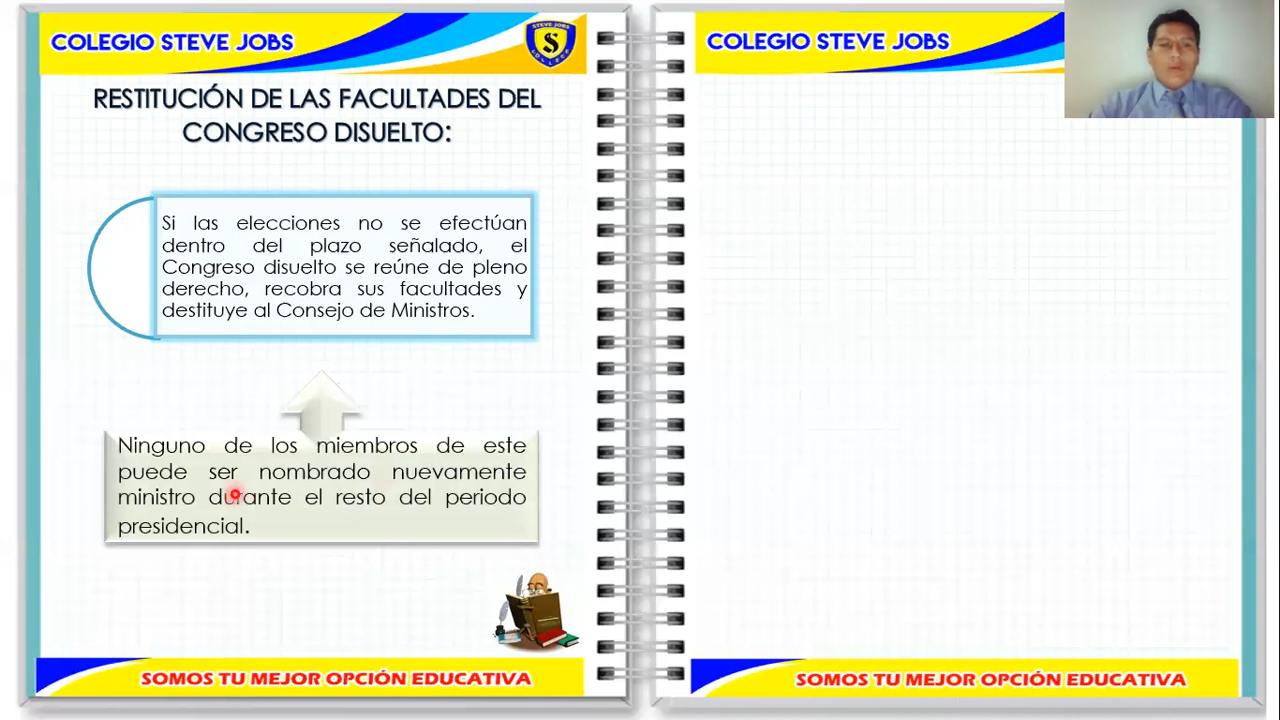 COLEGIO STEVE JOBS
STEVE JOBS
S
COLLEGE
RESTITUCIÓN DE LAS FACULTADES DEL
CONGRESO DISUELTO:
Si las elecciones no se efectúan
dentro del plazo señalado, el
Congreso disuelto se reúne de pleno
derecho, recobra sus facultades y
destituye al Consejo de Ministros.
Ninguno de los miembros de este
puede ser nombrado nuevamente
ministro durante el resto del periodo
presidencial.
SOMOS TU MEJOR OPCIÓN EDUCATIVA
COLEGIO STEVE JOBS
SOMOS TU MEJOR OPCIÓN EDUCATIVA